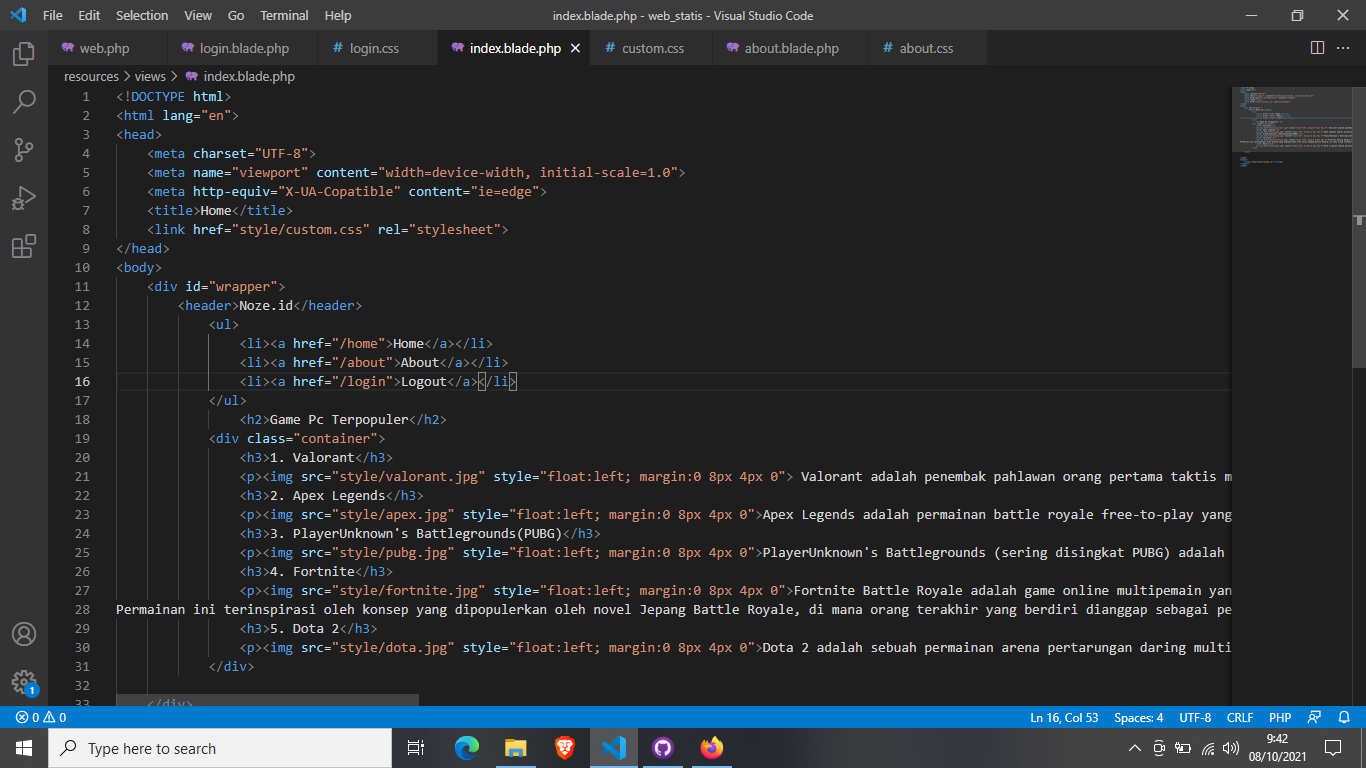 File Edit Selection View Go Terminal Help index.blade.php - web_statis - Visual Studio Code
web.php login.blade.php # login.css index.blade.php # custom.css about.blade.php # about.css
resources > views > index.blade.php
1 <!DOCTYPE html>
2 <html lang="en">
3 <head>
4 <meta charset="UTF-8">
5 <meta name="viewport" content="width=device-width, initial-scale=1.0">
6 <meta http-equiv="X-UA-Copatible" content="ie=edge">
7 <title>Home</title>
8 <link href="style/custom.css" rel="stylesheet">
9 </head>
10 <body>
11 <div id="wrapper">
12 <header>Noze.id</header>
13 <ul>
14 <li><a href="/home">Home</a></li>
15 <li><a href="/about">About</a></li>
16 <li><a href="/login">Logout</a></li>
17 </ul>
18 <h2>Game Pc Terpopuler</h2>
19 <div class="container">
20 <h3>1. Valorant</h3>
21 <p><img src="style/valorant.jpg" style="float:left; margin:0 8px 4px 0"> Valorant adalah penembak pahlawan orang pertama taktis m
22 <h3>2. Apex Legends</h3>
23 <p><img src="style/apex.jpg" style="float:left; margin:0 8px 4px 0">Apex Legends adalah permainan battle royale free-to-play yang
24 <h3>3. PlayerUnknown's Battlegrounds(PUBG)</h3>
25 <p><img src="style/pubg.jpg" style="float:left; margin:0 8px 4px 0">PlayerUnknown's Battlegrounds (sering disingkat PUBG) adalah
26 <h3>4. Fortnite</h3>
27 <p><img src="style/fortnite.jpg" style="float:left; margin:0 8px 4px 0">Fortnite Battle Royale adalah game online multipemain yan
28 Permainan ini terinspirasi oleh konsep yang dipopulerkan oleh novel Jepang Battle Royale, di mana orang terakhir yang berdiri dianggap sebagai pe
29 <h3>5. Dota 2</h3>
30 <p><img src="style/dota.jpg" style="float:left; margin:0 8px 4px 0">Dota 2 adalah sebuah permainan arena pertarungan daring multi
31 </div>
32
33 </div>
1
0 0 Ln 16, Col 53 Spaces: 4 UTF-8 CRLF PHP
Type here to search
9:42
08/10/2021